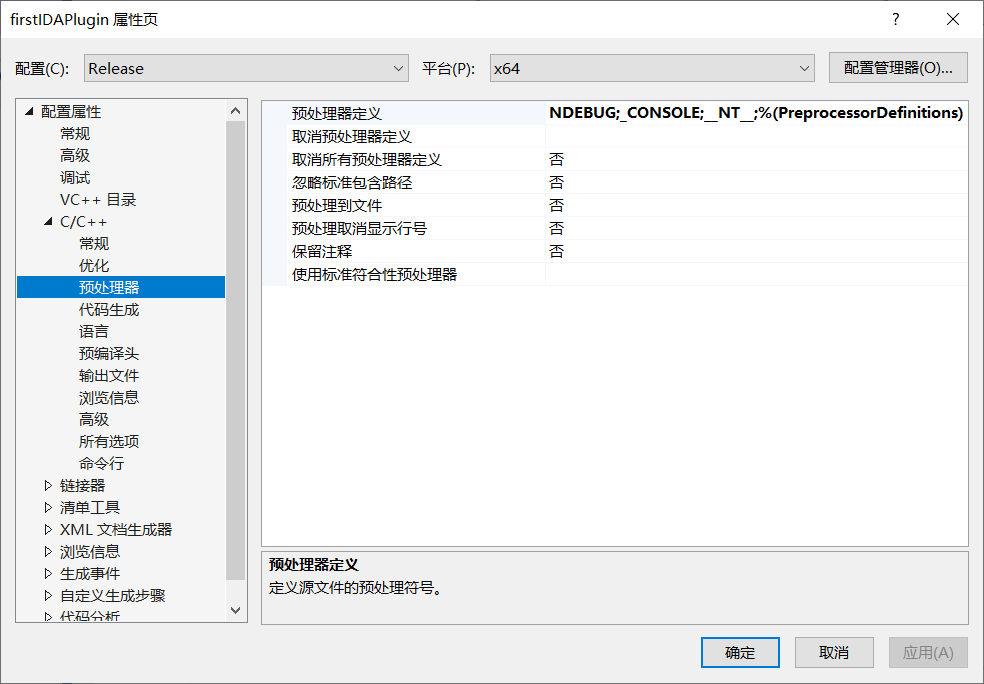 firstIDAPlugin 属性页
?
配置(C):
Release
平台(P):
x64
配置管理器(O)...
配置属性
常规
高级
调试
VC++ 目录
C/C++
常规
优化
预处理器
代码生成
语言
预编译头
输出文件
浏览信息
高级
所有选项
命令行
链接器
清单工具
XML 文档生成器
浏览信息
生成事件
自定义生成步骤
代码分析
预处理器定义 NDEBUG;_CONSOLE;__NT__;%(PreprocessorDefinitions)
取消预处理器定义
取消所有预处理器定义 否
忽略标准包含路径 否
预处理到文件 否
预处理取消显示行号 否
保留注释 否
使用标准符合性预处理器
预处理器定义
定义源文件的预处理符号。
确定
取消
应用(A)